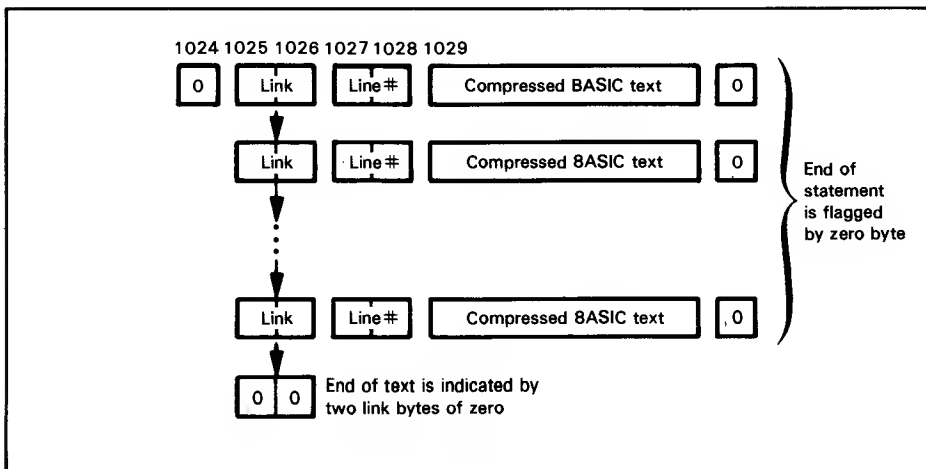 1024 1025 1026 1027 1028 1029
0 Link Line# Compressed BASIC text 0
Link Line# Compressed 8ASIC text 0
Link Line# Compressed 8ASIC text 0
End of
statement
is flagged
by zero byte
0 0
End of text is indicated by
two link bytes of zero